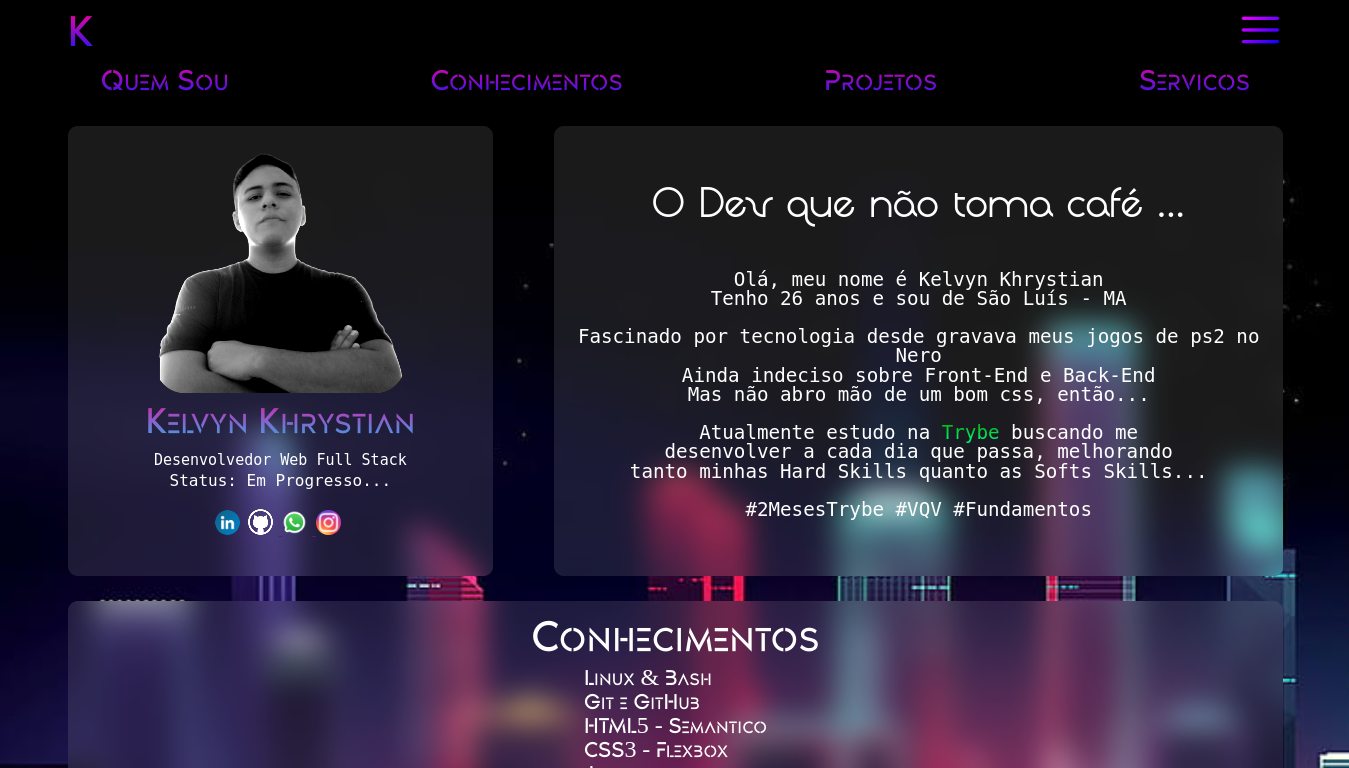 K
Quem Sou
Conhecimentos
Projetos
Servicos
Kelvyn Khrystian
Desenvolvedor Web Full Stack
Status: Em Progresso...
O Dev que não toma café ...
Olá, meu nome é Kelvyn Khrystian
Tenho 26 anos e sou de São Luís - MA
Fascinado por tecnologia desde gravava meus jogos de ps2 no
Nero
Ainda indeciso sobre Front-End e Back-End
Mas não abro mão de um bom css, então...
Atualmente estudo na Trybe buscando me
desenvolver a cada dia que passa, melhorando
tanto minhas Hard Skills quanto as Softs Skills...
#2MesesTrybe #VQV #Fundamentos
Conhecimentos
Linux & Bash
Git e GitHub
HTML5 - Semantico
CSS3 - Flexbox